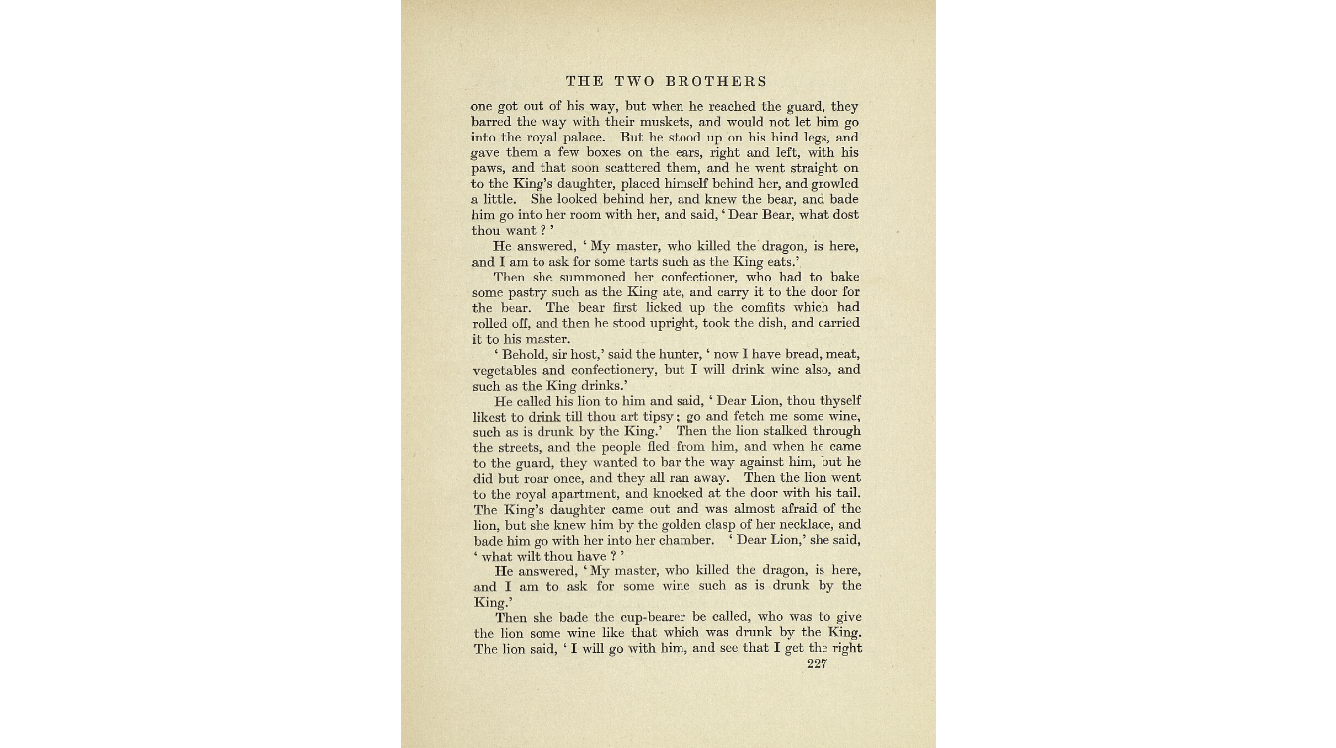 THE TWO BROTHERS
one got out of his way, but when he reached the guard, they
barred the way with their muskets, and would not let him go
into the royal palace. But he stood up on his hind legs, and
gave them a few boxes on the ears, right and left, with his
paws, and that soon scattered them, and he went straight on
to the King's daughter, placed himself behind her, and growled
a little. She looked behind her, and knew the bear, and bade
him go into her room with her, and said, ‘ Dear Bear, what dost
thou want ? ’
He answered, ‘ My master, who killed the dragon, is here,
and I am to ask for some tarts such as the King eats.’
Then she summoned her confectioner, who had to bake
some pastry such as the King ate, and carry it to the door for
the bear. The bear first licked up the comfits which had
rolled off, and then he stood upright, took the dish, and carried
it to his master.
‘ Behold, sir host,’ said the hunter, ‘ now I have bread, meat,
vegetables and confectionery, but I will drink wine also, and
such as the King drinks.’
He called his lion to him and said, ‘ Dear Lion, thou thyself
likest to drink till thou art tipsy ; go and fetch me some wine,
such as is drunk by the King.’ Then the lion stalked through
the streets, and the people fled from him, and when he came
to the guard, they wanted to bar the way against him, but he
did but roar once, and they all ran away. Then the lion went
to the royal apartment, and knocked at the door with his tail.
The King's daughter came out and was almost afraid of the
lion, but she knew him by the golden clasp of her necklace, and
bade him go with her into her chamber. ‘ Dear Lion,’ she said,
‘ what wilt thou have ? ’
He answered, ‘ My master, who killed the dragon, is here,
and I am to ask for some wine such as is drunk by the
King.’
Then she bade the cup-bearer be called, who was to give
the lion some wine like that which was drunk by the King.
The lion said, ‘ I will go with him, and see that I get the right
227